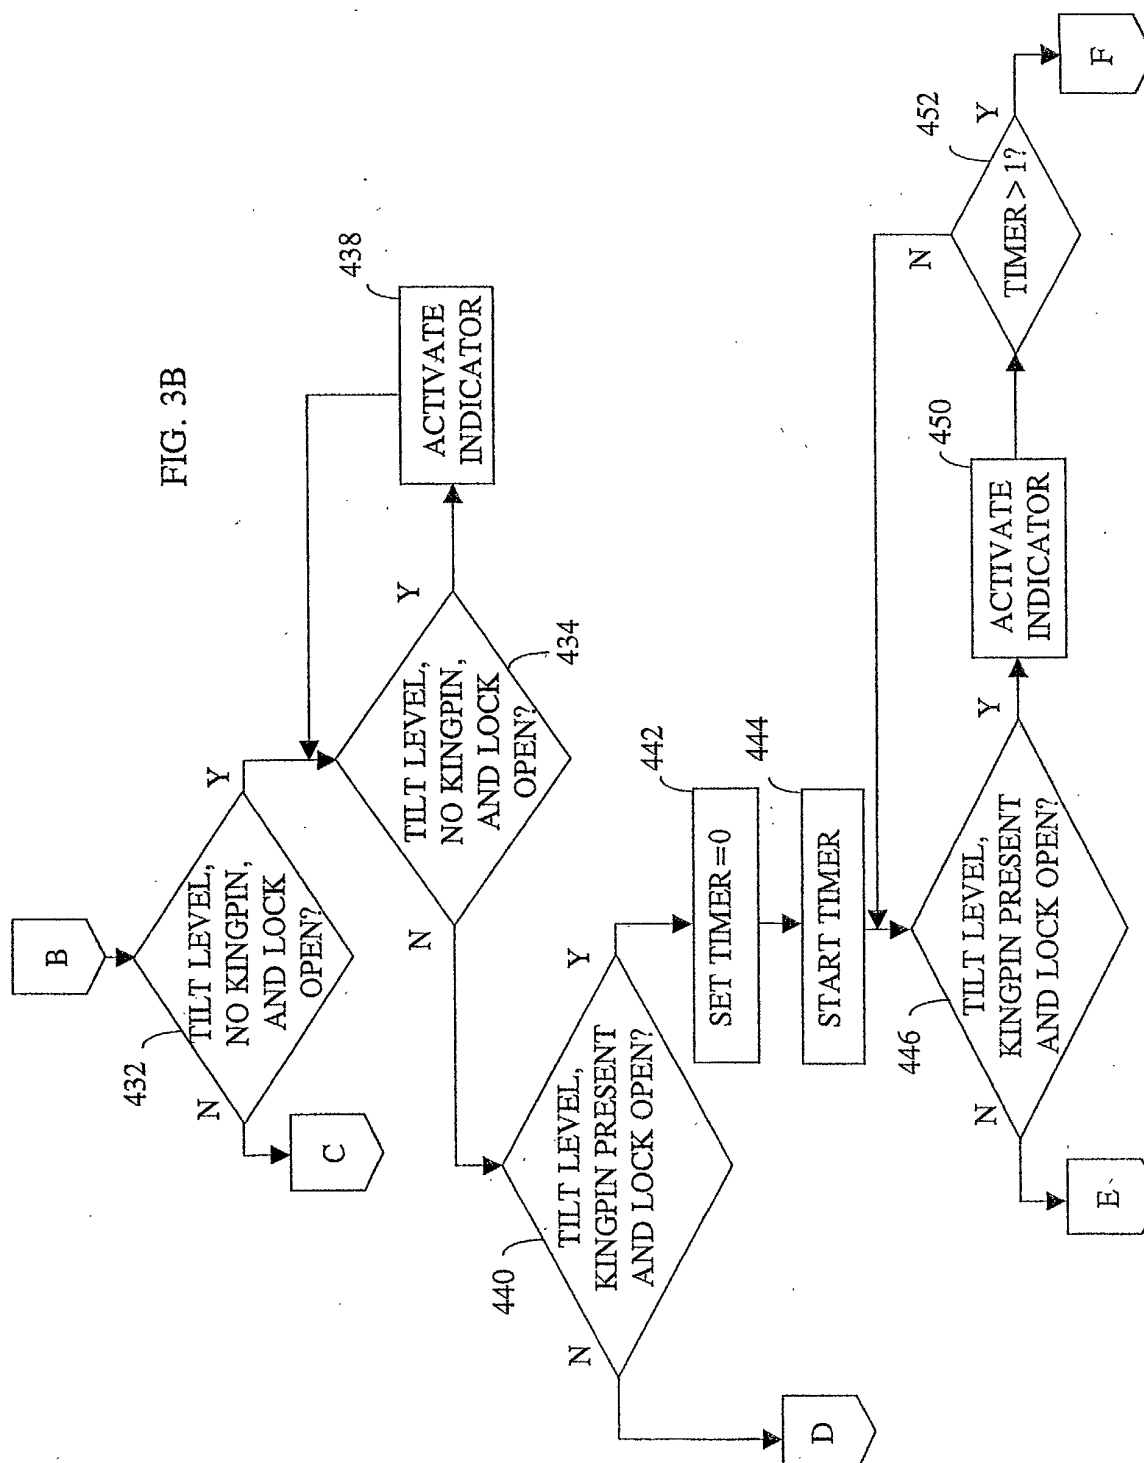 FIG. 3B
B
432
TILT LEVEL,
NO KINGPIN,
AND LOCK
OPEN?
N
Y
C
434
TILT LEVEL,
NO KINGPIN,
AND LOCK
OPEN?
N
Y
438
ACTIVATE
INDICATOR
440
TILT LEVEL,
KINGPIN PRESENT
AND LOCK OPEN?
N
Y
D
442
SET TIMER=0
444
START TIMER
446
TILT LEVEL,
KINGPIN PRESENT
AND LOCK OPEN?
N
Y
E
450
ACTIVATE
INDICATOR
452
TIMER > 1?
N
Y
F